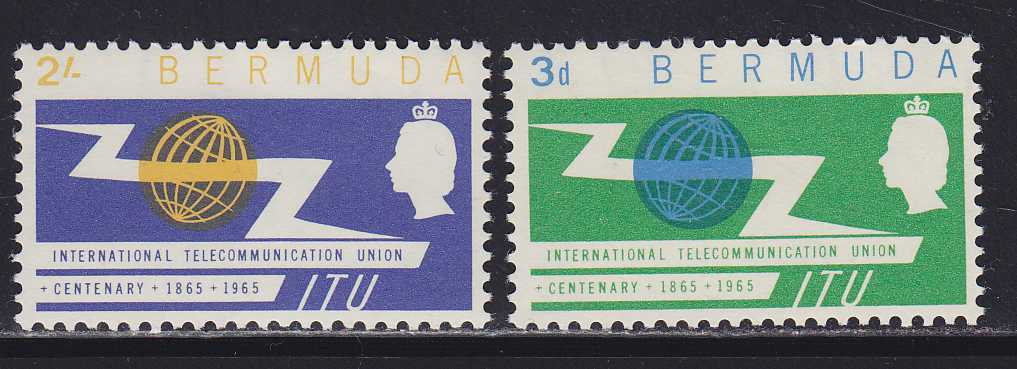 2/- BERMUDA
INTERNATIONAL TELECOMMUNICATION UNION
+ CENTENARY + 1865 + 1965 ITU
3d BERMUDA
INTERNATIONAL TELECOMMUNICATION UNION
+ CENTENARY + 1865 + 1965 ITU